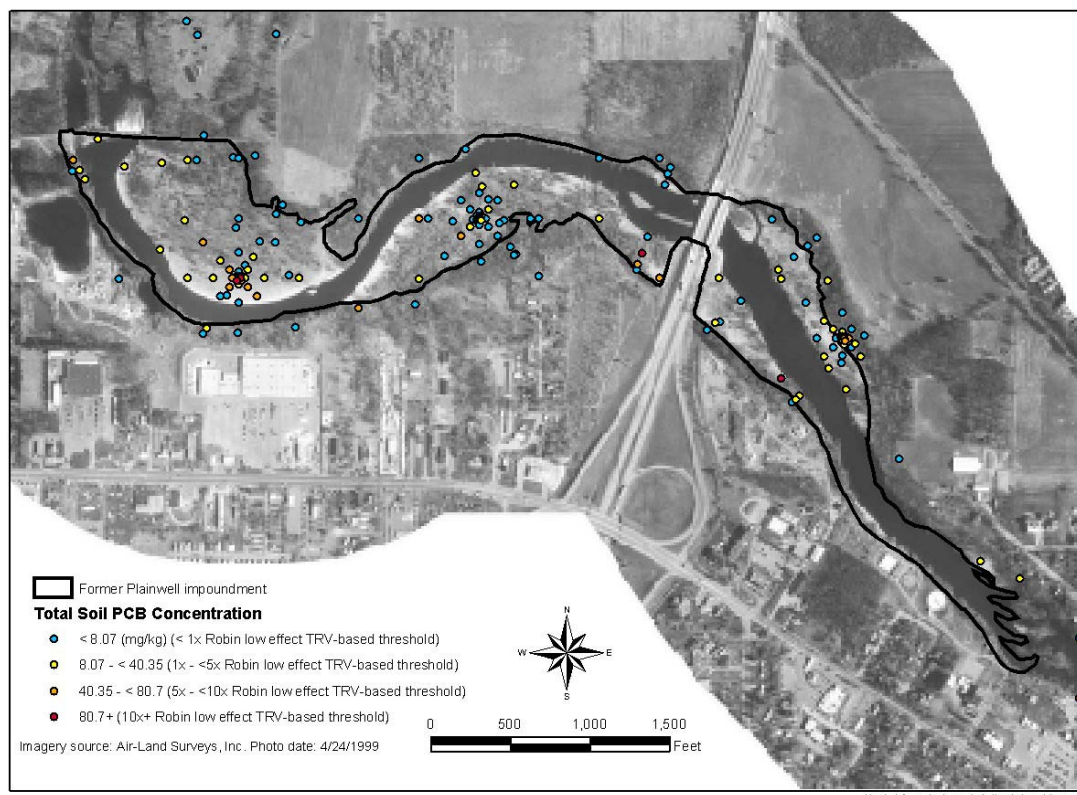 Former Plainwell impoundment
Total Soil PCB Concentration
< 8.07 (mg/kg) (< 1x Robin low effect TRV-based threshold)
8.07 - < 40.35 (1x - <5x Robin low effect TRV-based threshold)
40.35 - < 80.7 (5x - <10x Robin low effect TRV-based threshold)
80.7+ (10x+ Robin low effect TRV-based threshold)
Imagery source: Air-Land Surveys, Inc. Photo date: 4/24/1999
N
W E
S
0 500 1,000 1,500
Feet